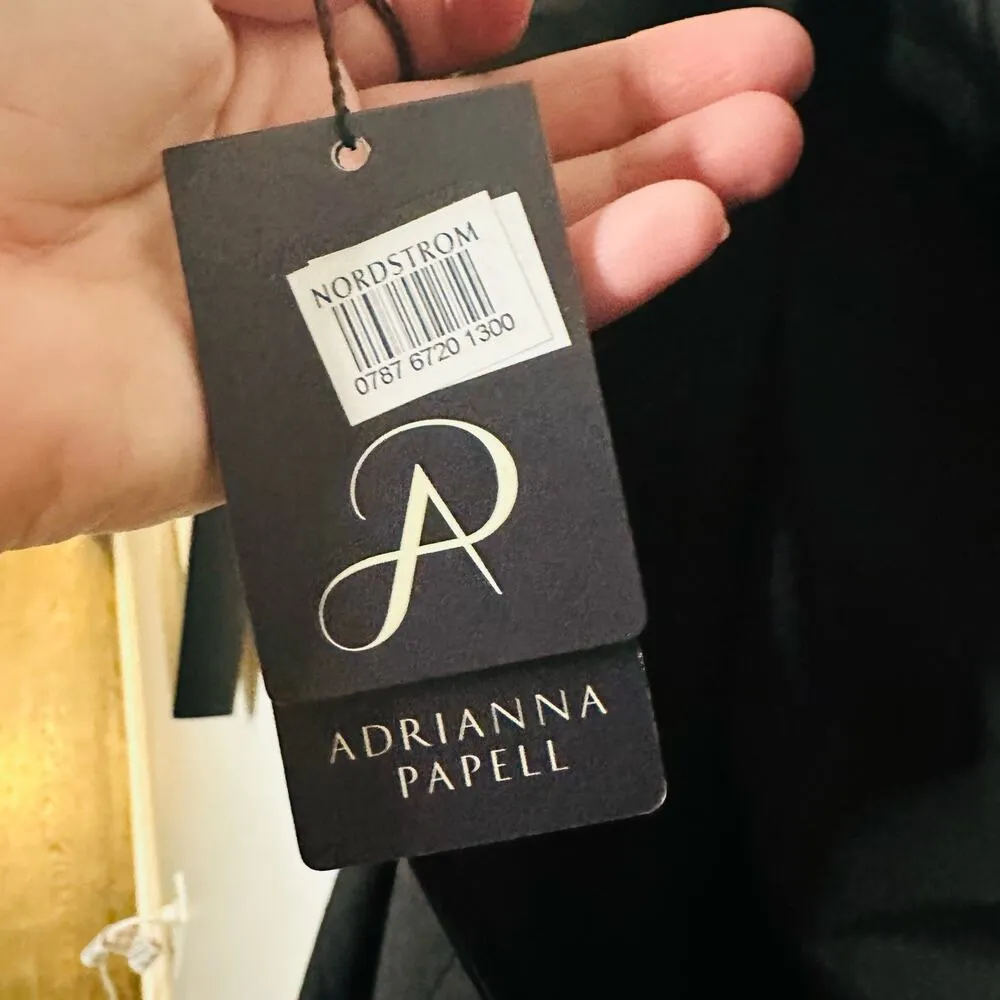 NORDSTROM
0787 6720 1300
AP
ADRIANNA
PAPELL